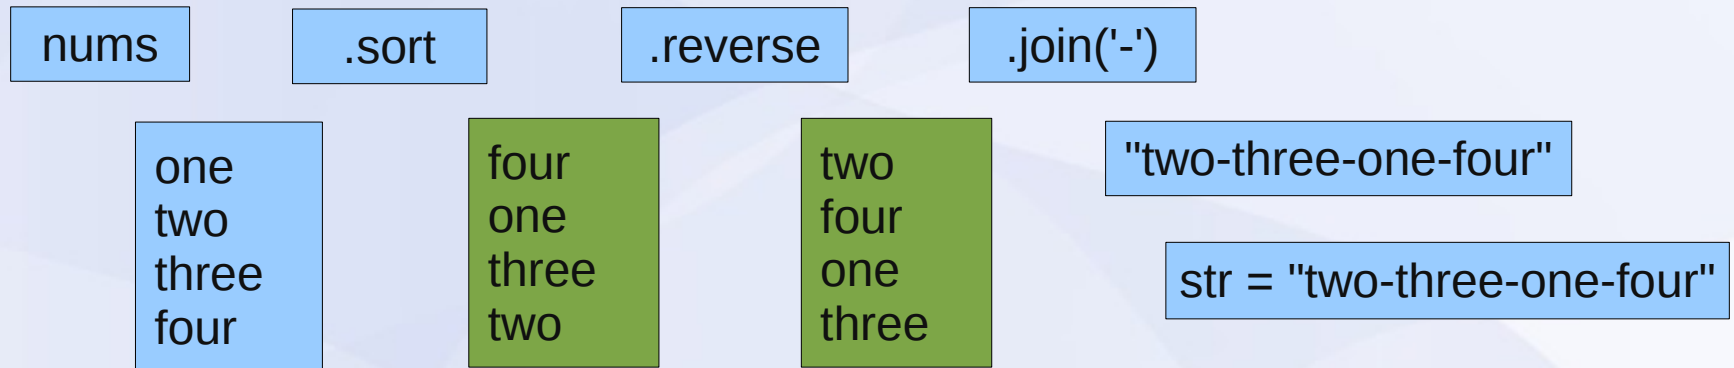 nums
.sort
.reverse
.join('-')
one
two
three
four
four
one
three
two
two
four
one
three
"two-three-one-four"
str = "two-three-one-four"